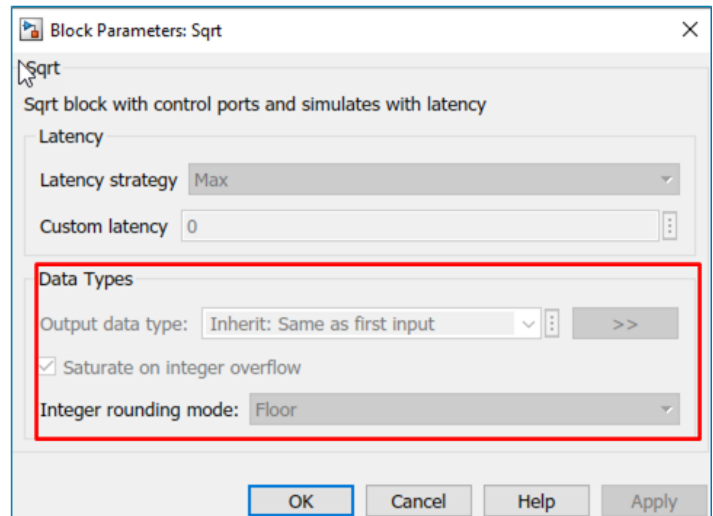 Block Parameters: Sqrt
Sqrt
Sqrt block with control ports and simulates with latency
Latency
Latency strategy Max
Custom latency 0
Data Types
Output data type: Inherit: Same as first input >>
Saturate on integer overflow
Integer rounding mode: Floor
OK Cancel Help Apply